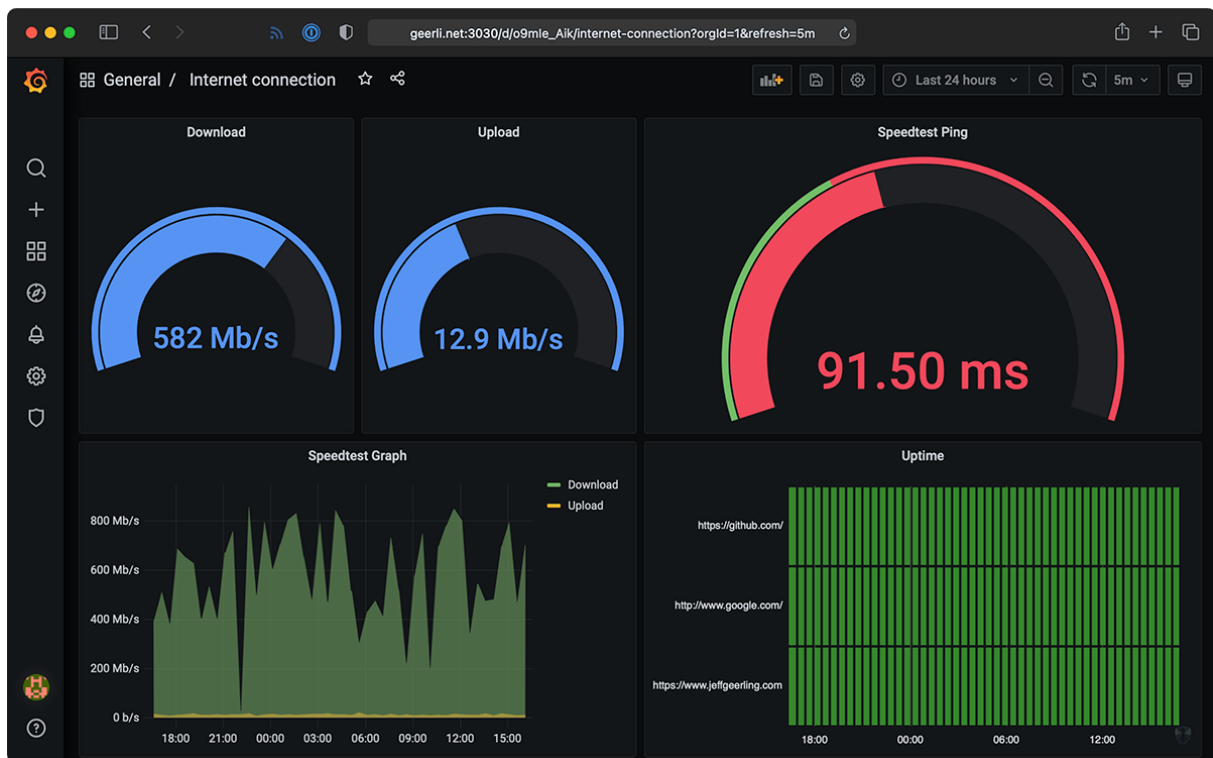 geerli.net:3030/d/o9mle_Aik/internet-connection?orgId=1&refresh=5m
General / Internet connection
Last 24 hours
5m
Download
582 Mb/s
Upload
12.9 Mb/s
Speedtest Ping
91.50 ms
Speedtest Graph
Download
Upload
800 Mb/s
600 Mb/s
400 Mb/s
200 Mb/s
0 b/s
18:00 21:00 00:00 03:00 06:00 09:00 12:00 15:00
Uptime
https://github.com/
http://www.google.com/
https://www.jeffgeerling.com
18:00 00:00 06:00 12:00